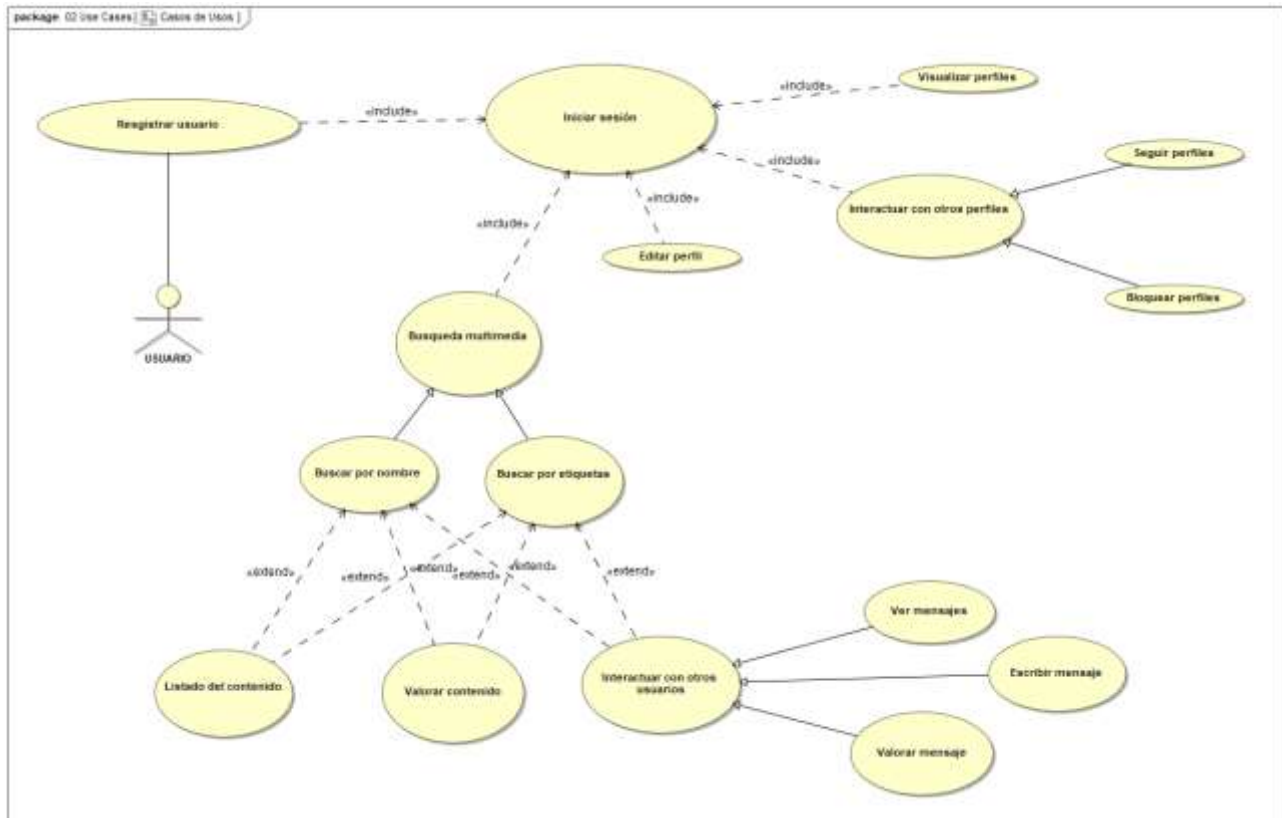 package 02 Use Cases [ Casos de Usos ]
Visualizar perfiles
«include»
Iniciar sesión
Resgistrar usuario
«include»
Seguir perfiles
«include»
«include»
Interactuar con otros perfiles
«include»
Editar perfil
Bloquear perfiles
Busqueda multimedia
USUARIO
Buscar por nombre
Buscar por etiquetas
«extend»
«extend»
«extend»
«extend»
«extend»
«extend»
Ver mensajes
Interactuar con otros
usuarios
Escribir mensaje
Listado del contenido
Valorar contenido
Valorar mensaje